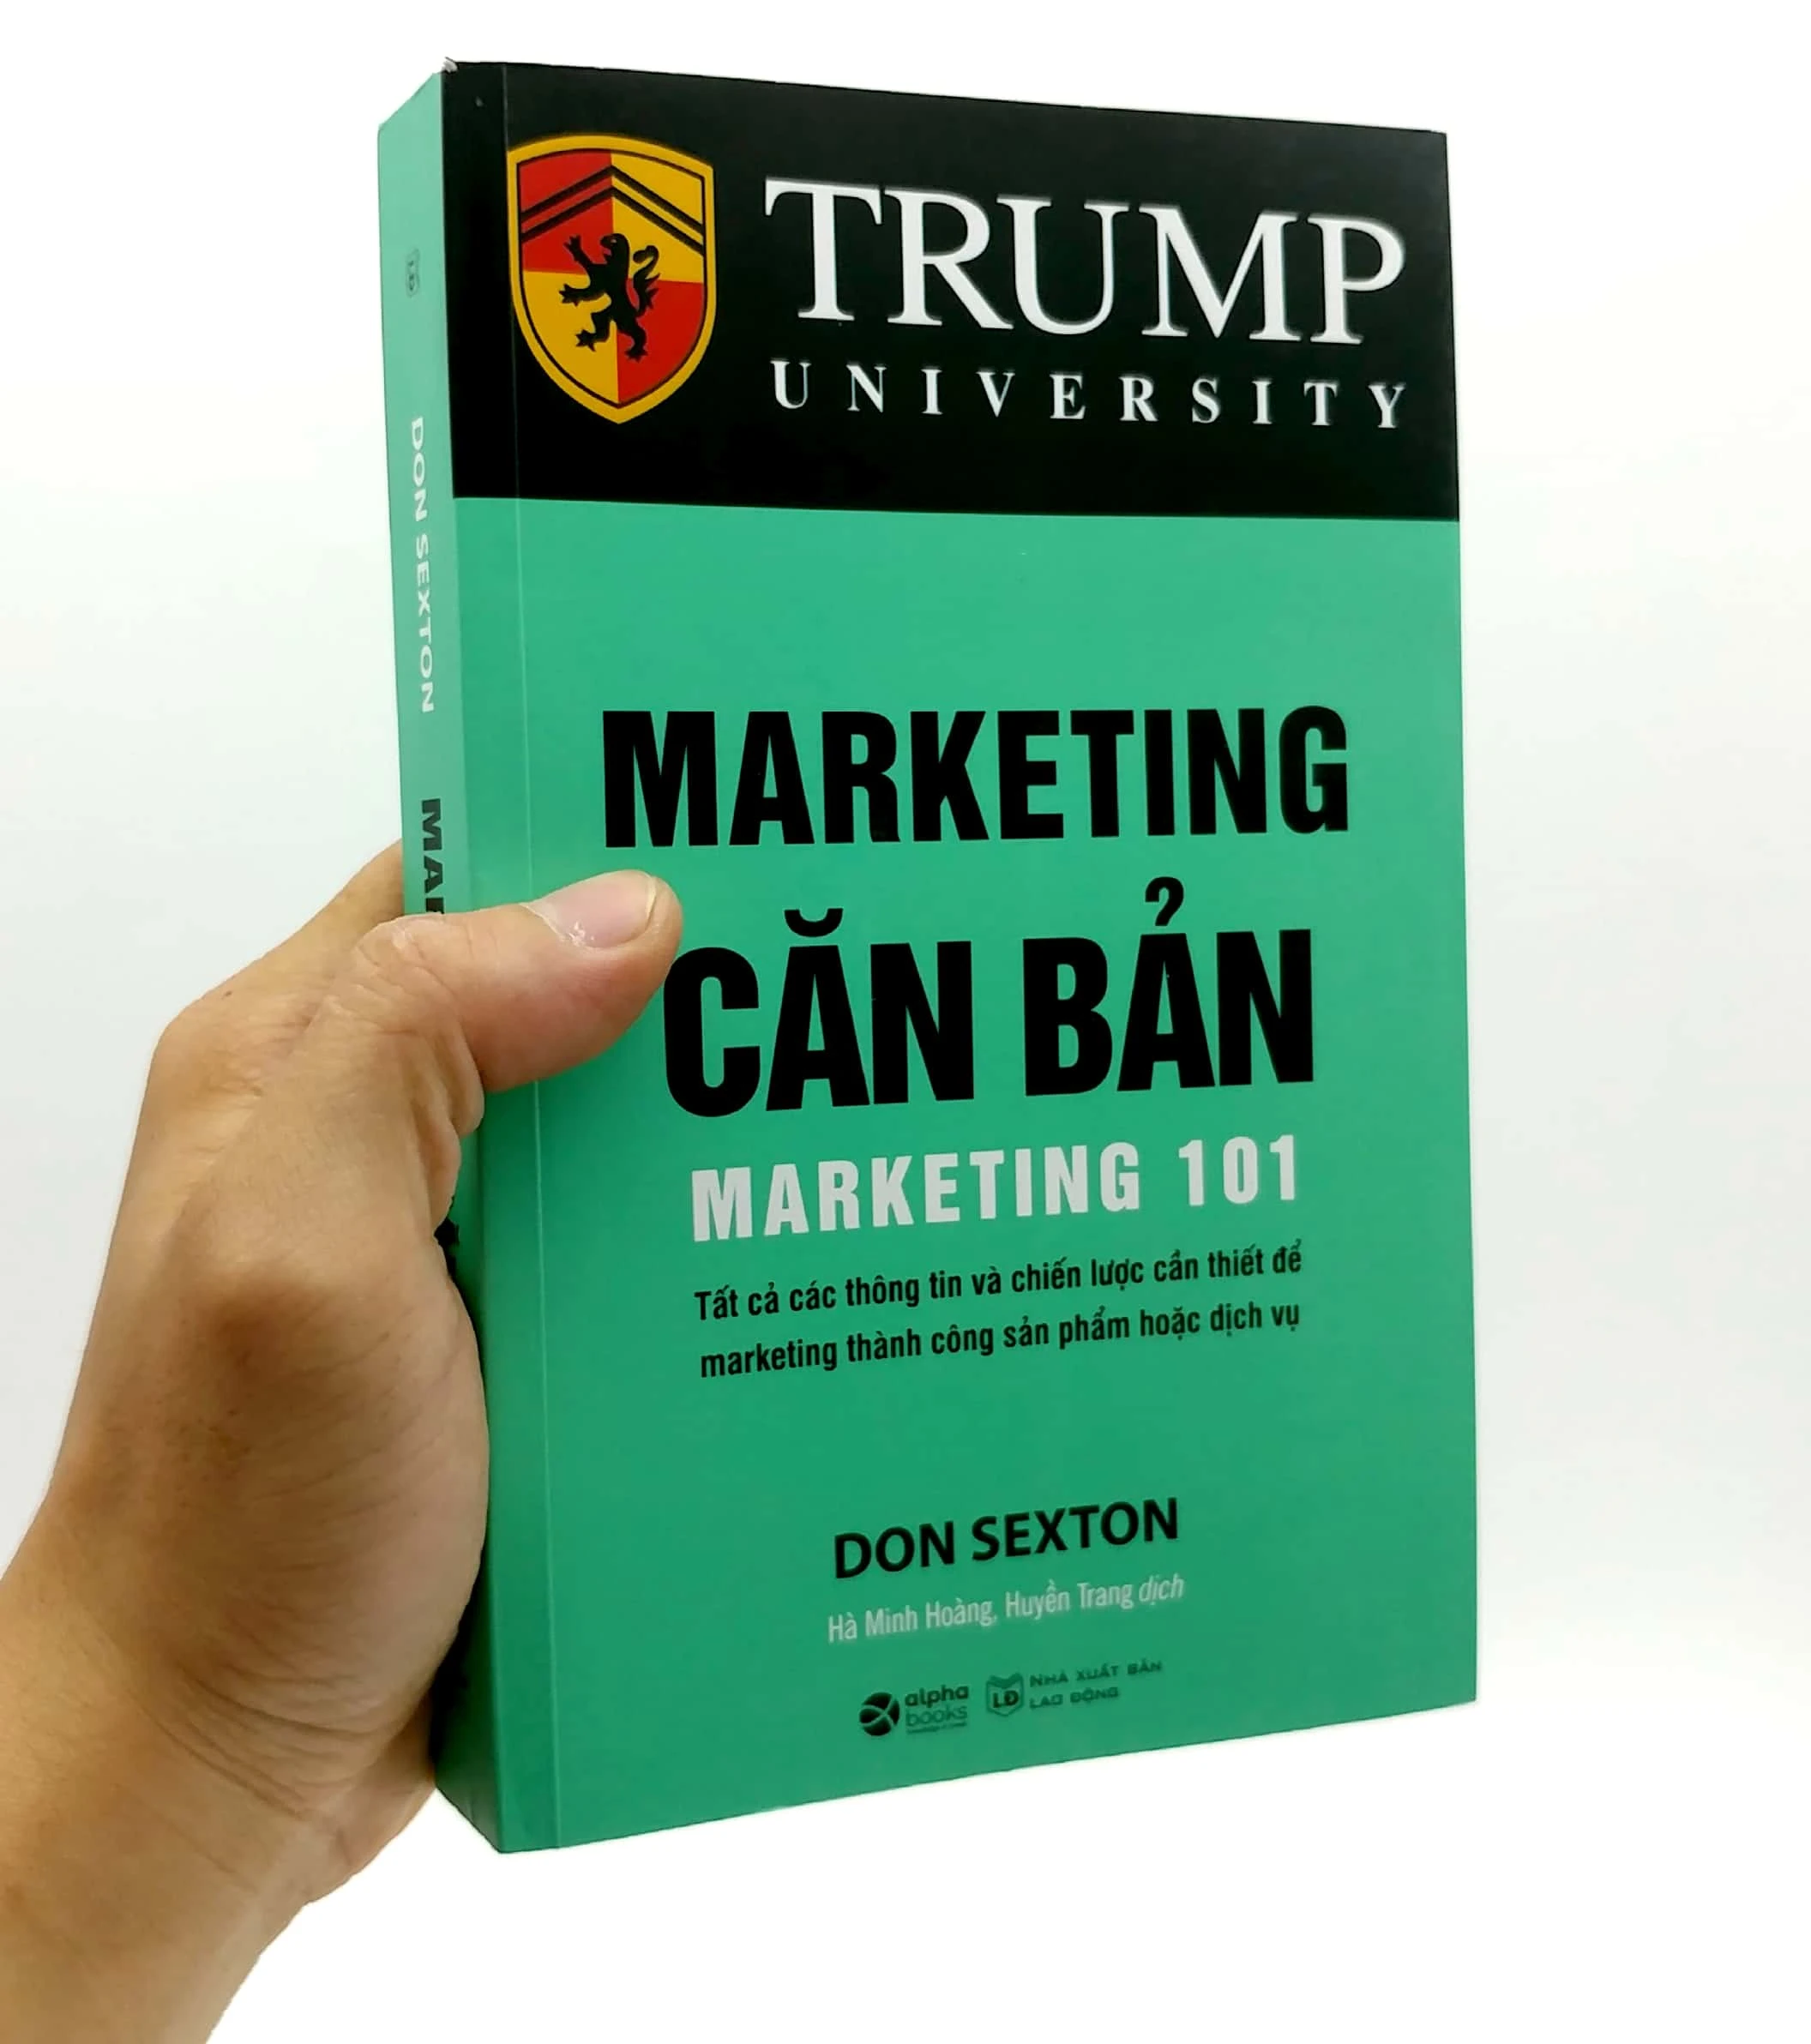 TRUMP
UNIVERSITY
MARKETING
CĂN BẢN
MARKETING 101
Tất cả các thông tin và chiến lược cần thiết để
marketing thành công sản phẩm hoặc dịch vụ
DON SEXTON
Hà Minh Hoàng, Huyền Trang dịch
alpha
books
LĐ
NHÀ XUẤT BẢN
LAO ĐỘNG
DON SEXTON